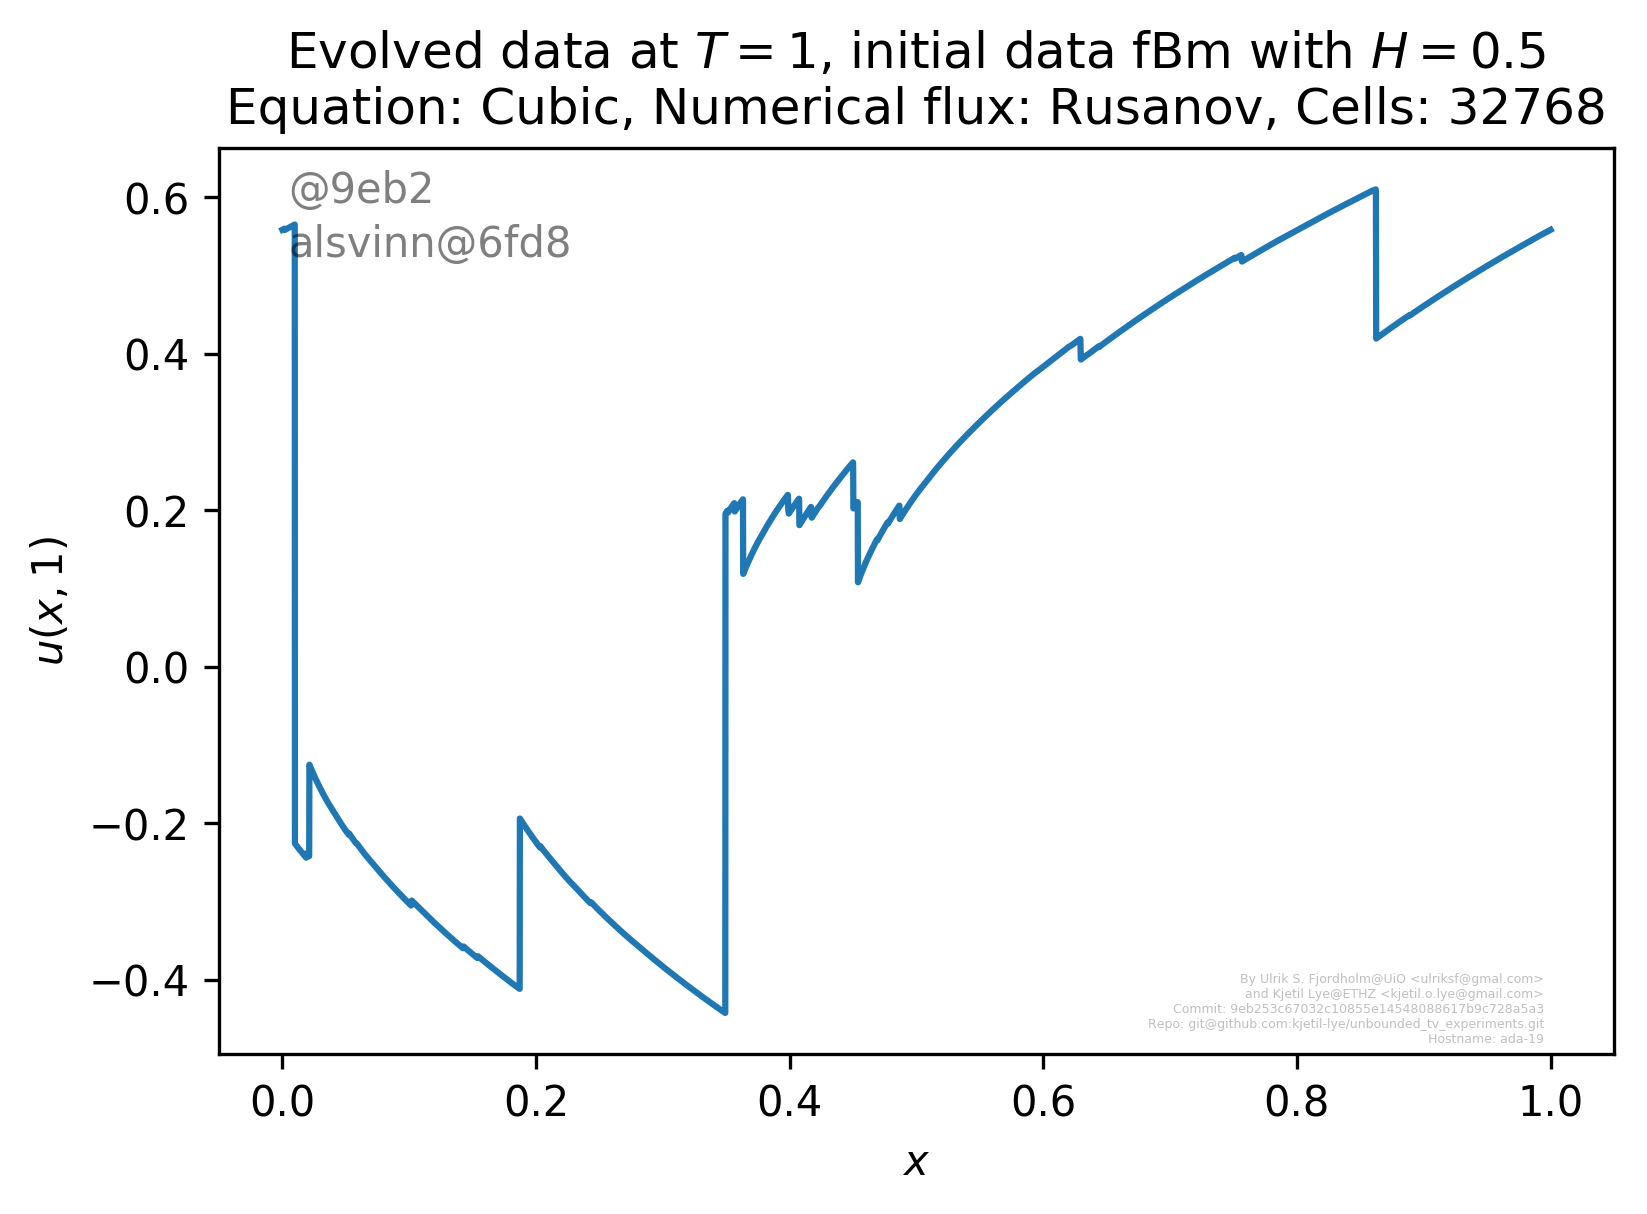 Evolved data at T = 1, initial data fBm with H = 0.5
Equation: Cubic, Numerical flux: Rusanov, Cells: 32768
@9eb2
alsvinn@6fd8
0.6
0.4
0.2
0.0
−0.2
−0.4
u(x, 1)
By Ulrik S. Fjordholm@UiO <ulriksf@gmal.com>
and Kjetil Lye@ETHZ <kjetil.o.lye@gmail.com>
Commit: 9eb253c67032c10855e14548088617b9c728a5a3
Repo: git@github.com:kjetil-lye/unbounded_tv_experiments.git
Hostname: ada-19
0.0 0.2 0.4 0.6 0.8 1.0
x